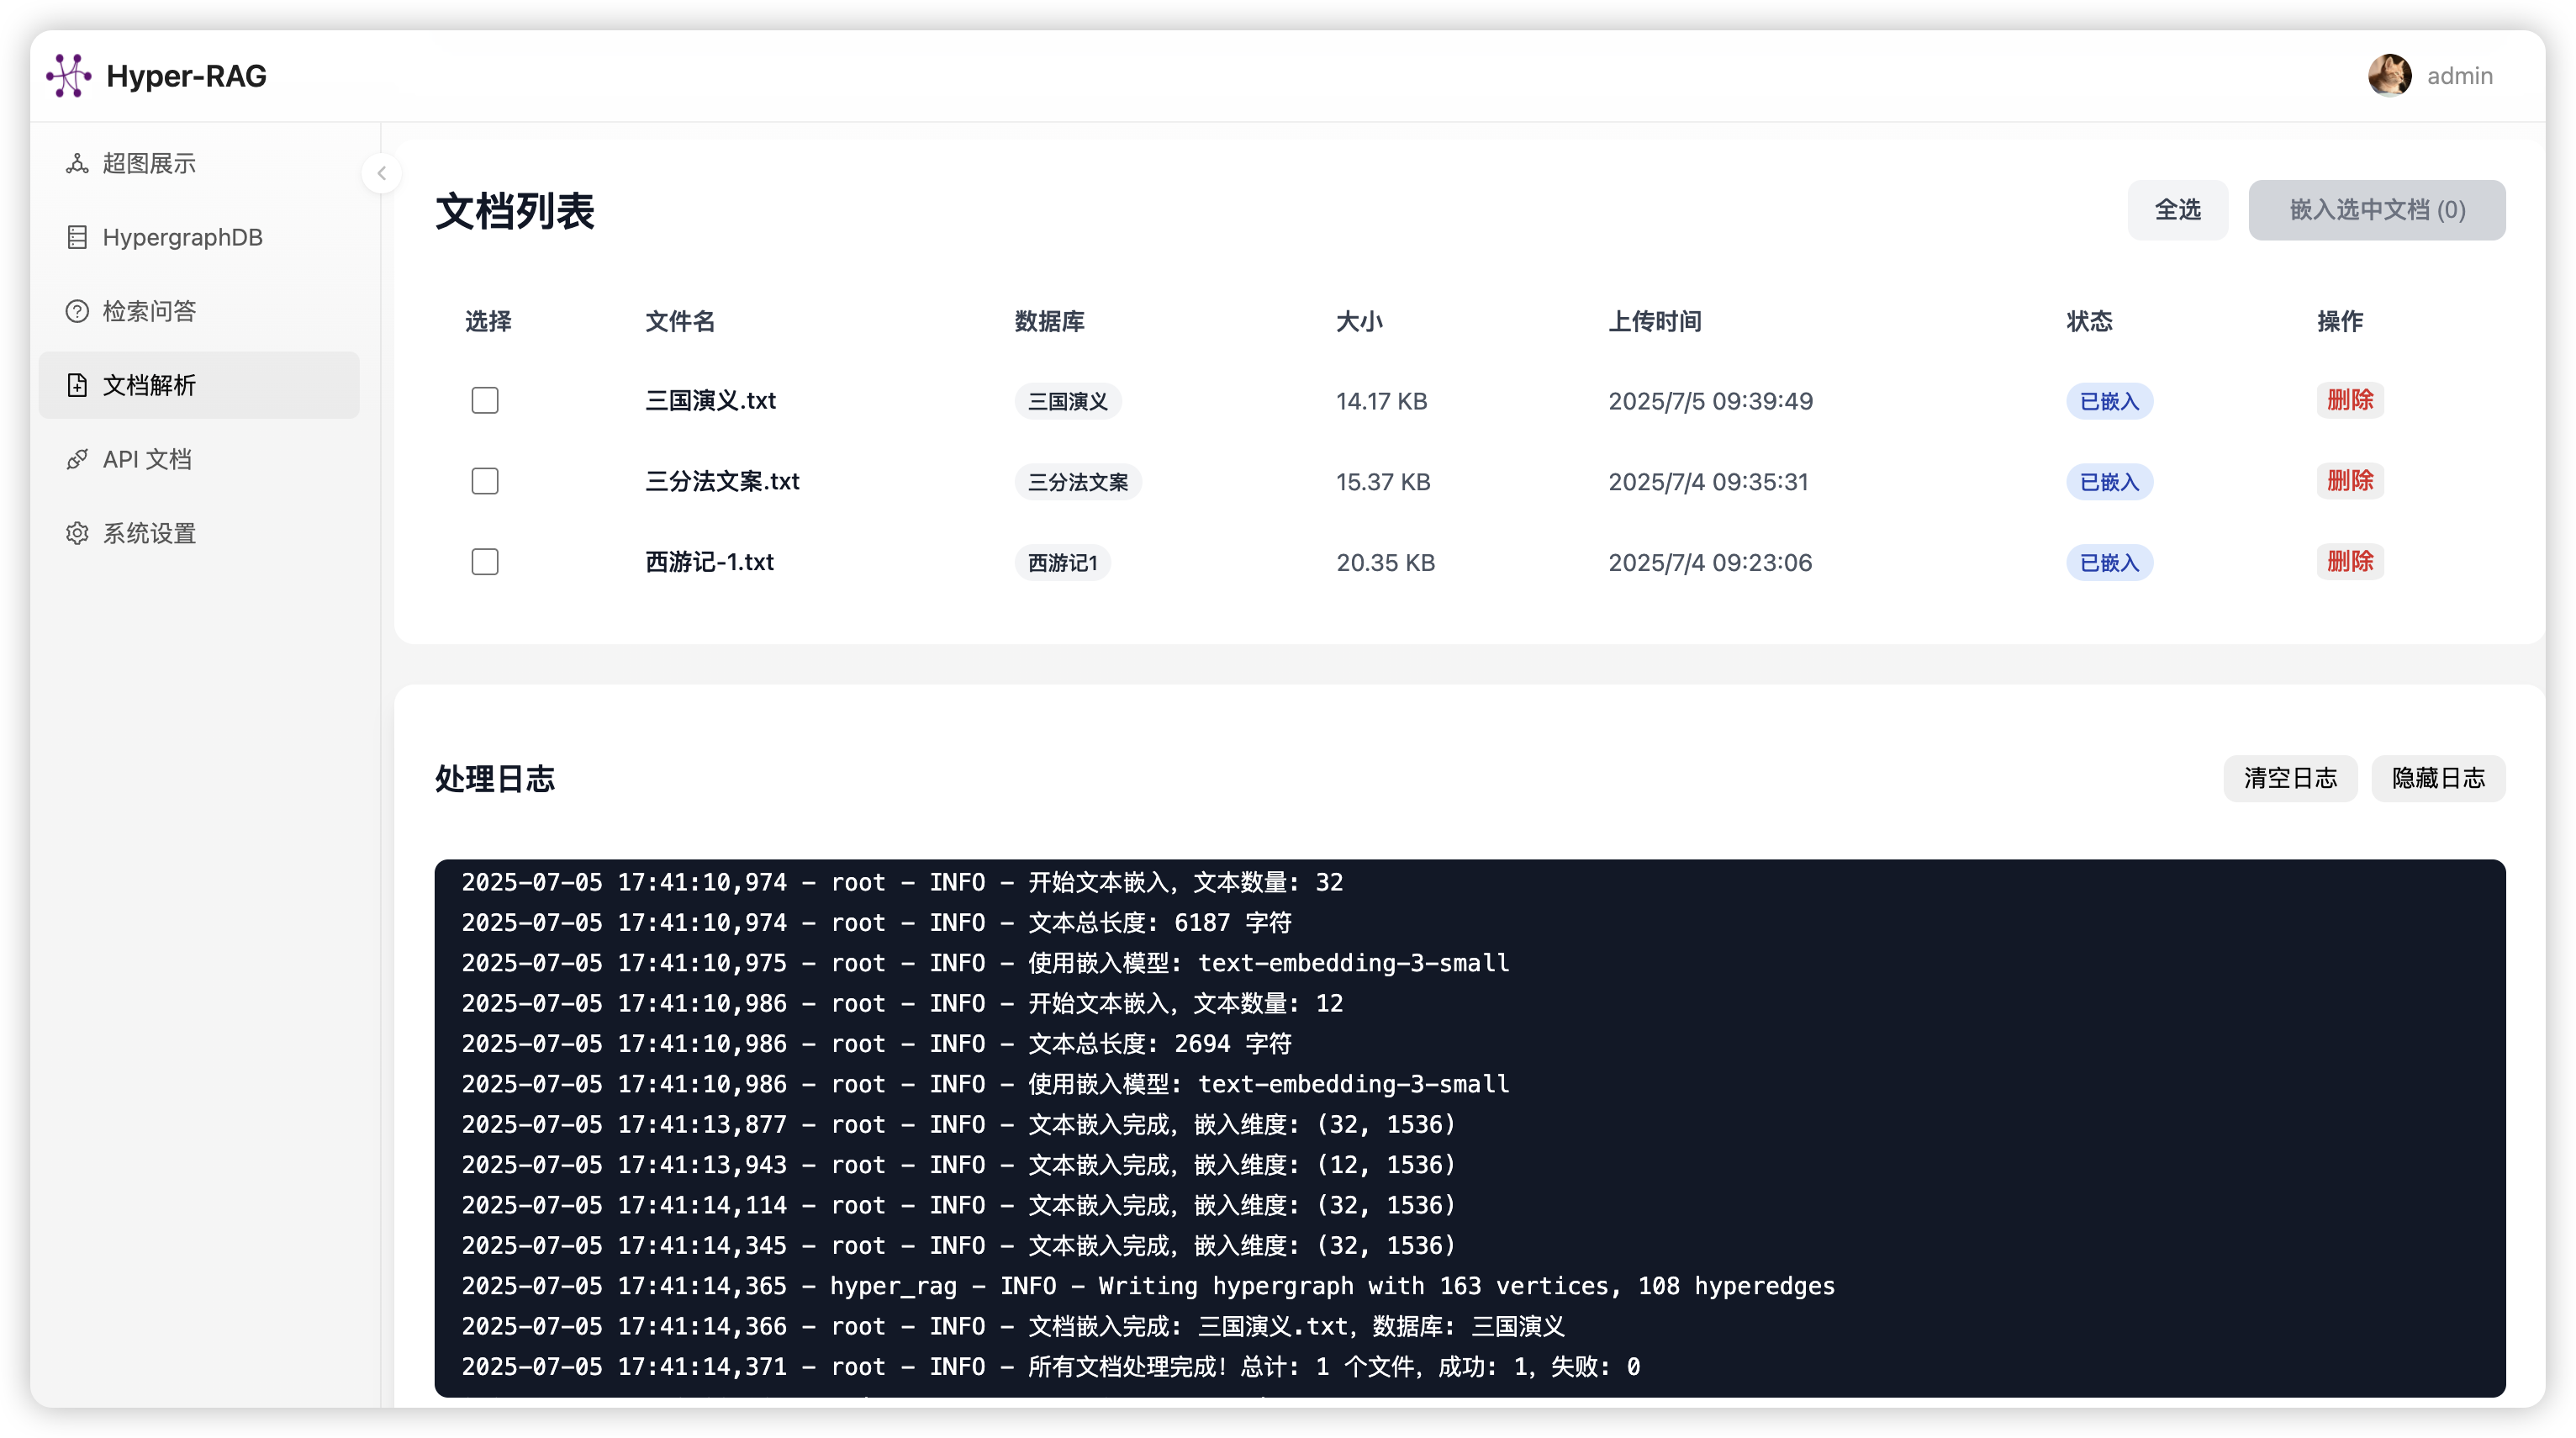 Hyper-RAG
admin
超图展示
HypergraphDB
检索问答
文档解析
API 文档
系统设置
文档列表
全选
嵌入选中文档 (0)
选择 文件名 数据库 大小 上传时间 状态 操作
三国演义.txt 三国演义 14.17 KB 2025/7/5 09:39:49 已嵌入 删除
三分法文案.txt 三分法文案 15.37 KB 2025/7/4 09:35:31 已嵌入 删除
西游记-1.txt 西游记1 20.35 KB 2025/7/4 09:23:06 已嵌入 删除
处理日志
清空日志
隐藏日志
2025-07-05 17:41:10,974 - root - INFO - 开始文本嵌入，文本数量: 32
2025-07-05 17:41:10,974 - root - INFO - 文本总长度: 6187 字符
2025-07-05 17:41:10,975 - root - INFO - 使用嵌入模型: text-embedding-3-small
2025-07-05 17:41:10,986 - root - INFO - 开始文本嵌入，文本数量: 12
2025-07-05 17:41:10,986 - root - INFO - 文本总长度: 2694 字符
2025-07-05 17:41:10,986 - root - INFO - 使用嵌入模型: text-embedding-3-small
2025-07-05 17:41:13,877 - root - INFO - 文本嵌入完成，嵌入维度: (32, 1536)
2025-07-05 17:41:13,943 - root - INFO - 文本嵌入完成，嵌入维度: (12, 1536)
2025-07-05 17:41:14,114 - root - INFO - 文本嵌入完成，嵌入维度: (32, 1536)
2025-07-05 17:41:14,345 - root - INFO - 文本嵌入完成，嵌入维度: (32, 1536)
2025-07-05 17:41:14,365 - hyper_rag - INFO - Writing hypergraph with 163 vertices, 108 hyperedges
2025-07-05 17:41:14,366 - root - INFO - 文档嵌入完成: 三国演义.txt，数据库: 三国演义
2025-07-05 17:41:14,371 - root - INFO - 所有文档处理完成！总计: 1 个文件，成功: 1，失败: 0